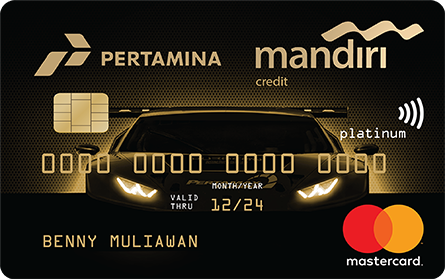 PERTAMINA
mandiri
credit
platinum
0000 0000 0000 0000
MONTH/YEAR
VALID
THRU 12/24
BENNY MULIAWAN
mastercard.